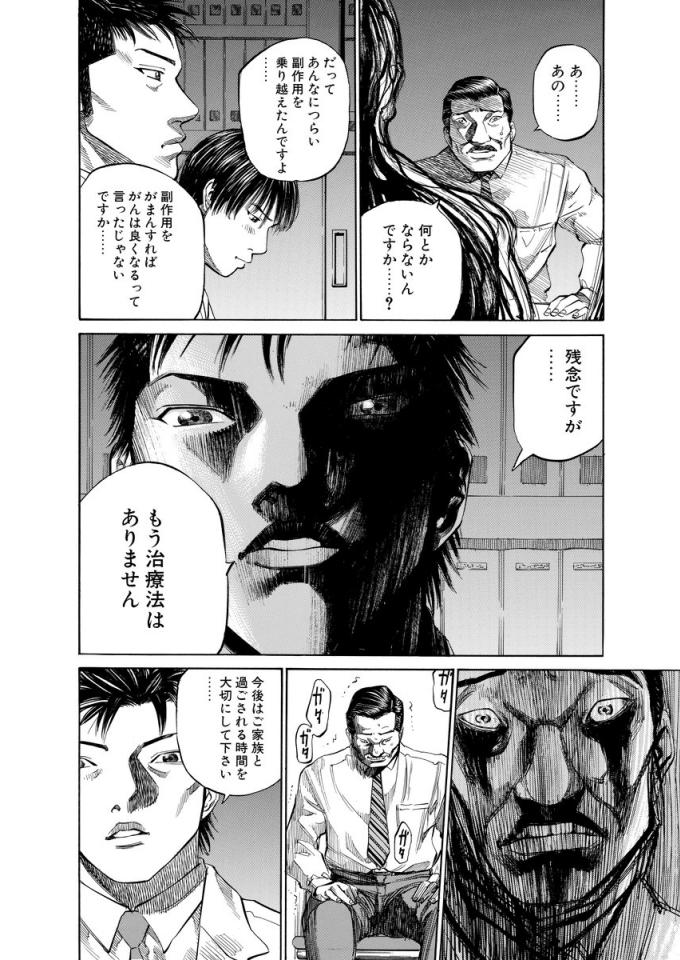 あ……
あの……
何とか
ならないん
ですか……?
だって
あんなにつらい
副作用を
乗り越えたんですよ
……
副作用を
がまんすれば
がんは良くなるって
言ったじゃない
ですか……
残念ですが
……
もう治療法は
ありません
ガタ
ガタ
ガタ
今後はご家族と
過ごされる時間を
大切にして下さい
……